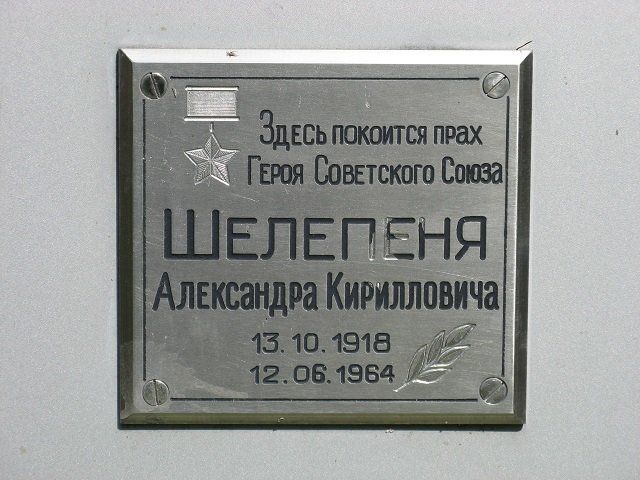 Здесь покоится прах
Героя Советского Союза
ШЕЛЕПЕНЯ
Александра Кирилловича
13.10.1918
12.06.1964